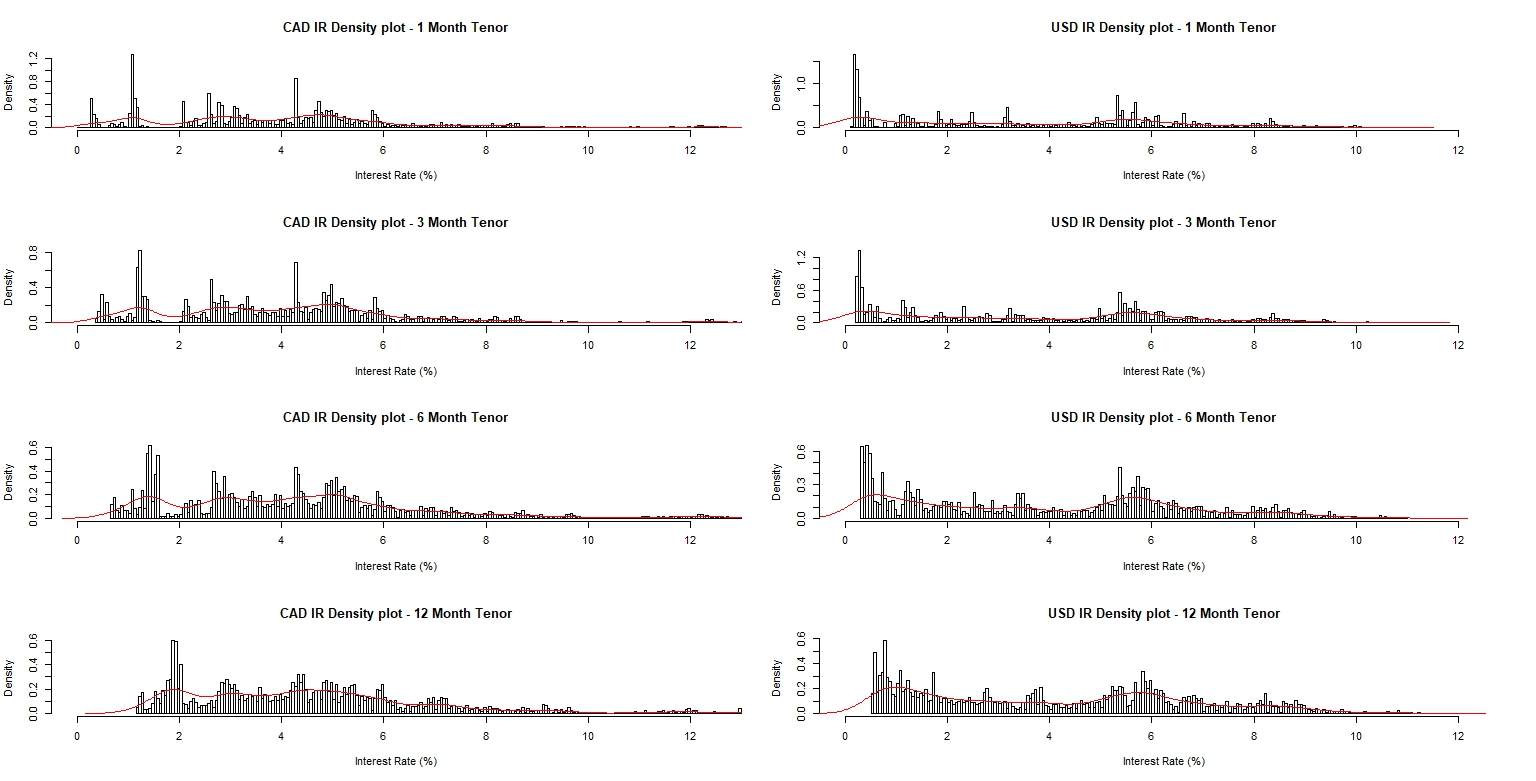 CAD IR Density plot - 1 Month Tenor
Density
0.0 0.4 0.8 1.2
0 2 4 6 8 10 12
Interest Rate (%)
USD IR Density plot - 1 Month Tenor
Density
0.0 1.0
0 2 4 6 8 10 12
Interest Rate (%)
CAD IR Density plot - 3 Month Tenor
Density
0.0 0.4 0.8
0 2 4 6 8 10 12
Interest Rate (%)
USD IR Density plot - 3 Month Tenor
Density
0.0 0.6 1.2
0 2 4 6 8 10 12
Interest Rate (%)
CAD IR Density plot - 6 Month Tenor
Density
0.0 0.2 0.4 0.6
0 2 4 6 8 10 12
Interest Rate (%)
USD IR Density plot - 6 Month Tenor
Density
0.0 0.3 0.6
0 2 4 6 8 10 12
Interest Rate (%)
CAD IR Density plot - 12 Month Tenor
Density
0.0 0.2 0.4 0.6
0 2 4 6 8 10 12
Interest Rate (%)
USD IR Density plot - 12 Month Tenor
Density
0.0 0.2 0.4 0.6
0 2 4 6 8 10 12
Interest Rate (%)